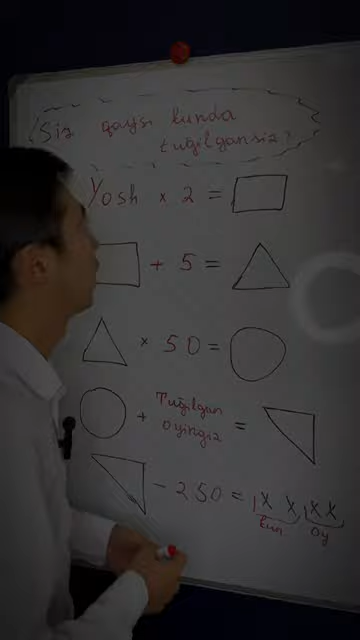 Siz qaysi kunda
tug'ilgansiz?
Yosh x 2 =
+ 5 =
x 50 =
+ Tug'ilgan oyingiz =
- 250 = XX XX
kun oy